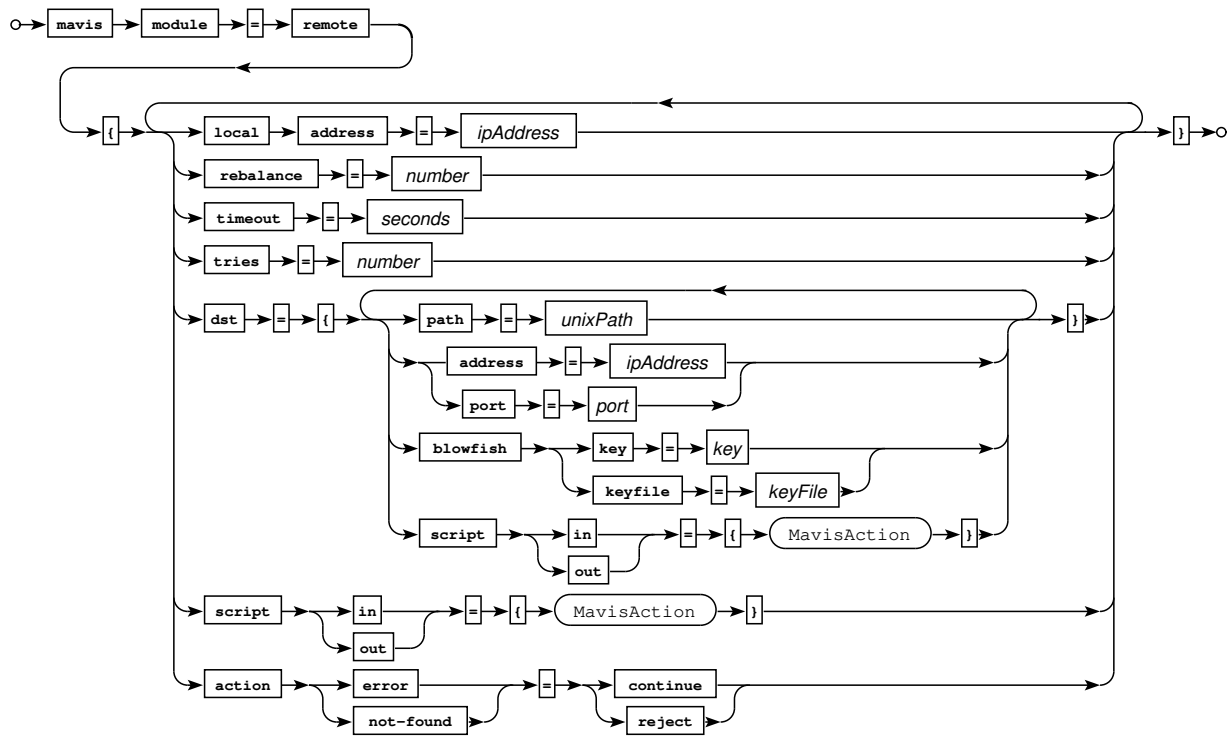 mavis module = remote
{ local address = ipAddress }
rebalance = number
timeout = seconds
tries = number
dst = { path = unixPath }
address = ipAddress
port = port
blowfish key = key
keyfile = keyFile
script in = { MavisAction }
out
script in = { MavisAction }
out
action error = continue
not-found reject